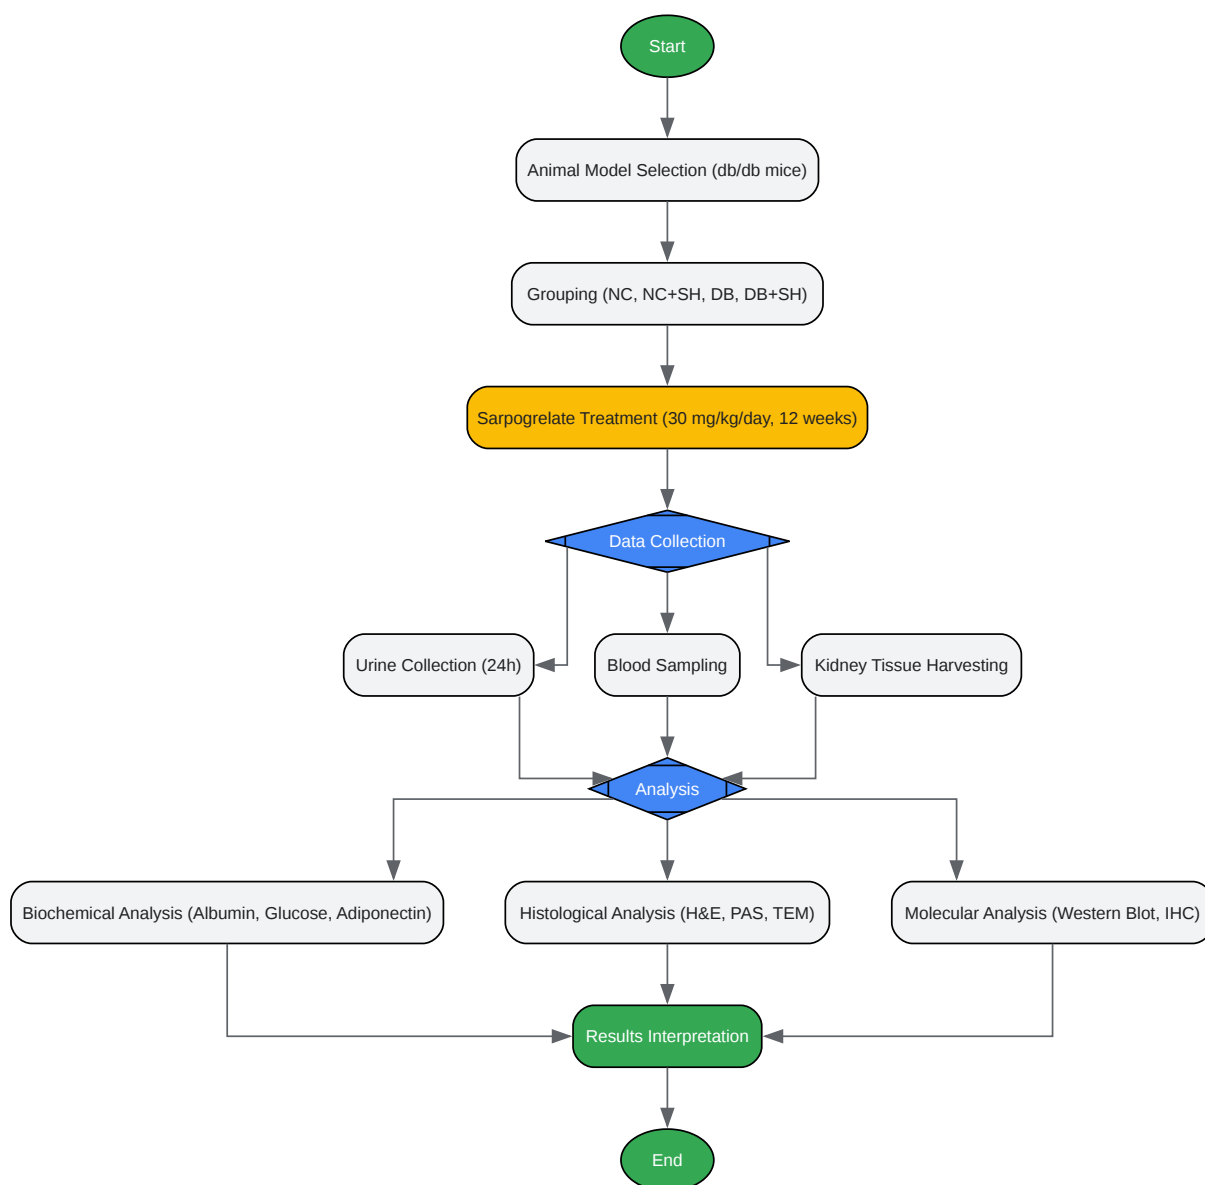 Start
Animal Model Selection (db/db mice)
Grouping (NC, NC+SH, DB, DB+SH)
Sarpogrelate Treatment (30 mg/kg/day, 12 weeks)
Data Collection
Urine Collection (24h)
Blood Sampling
Kidney Tissue Harvesting
Analysis
Biochemical Analysis (Albumin, Glucose, Adiponectin)
Histological Analysis (H&E, PAS, TEM)
Molecular Analysis (Western Blot, IHC)
Results Interpretation
End